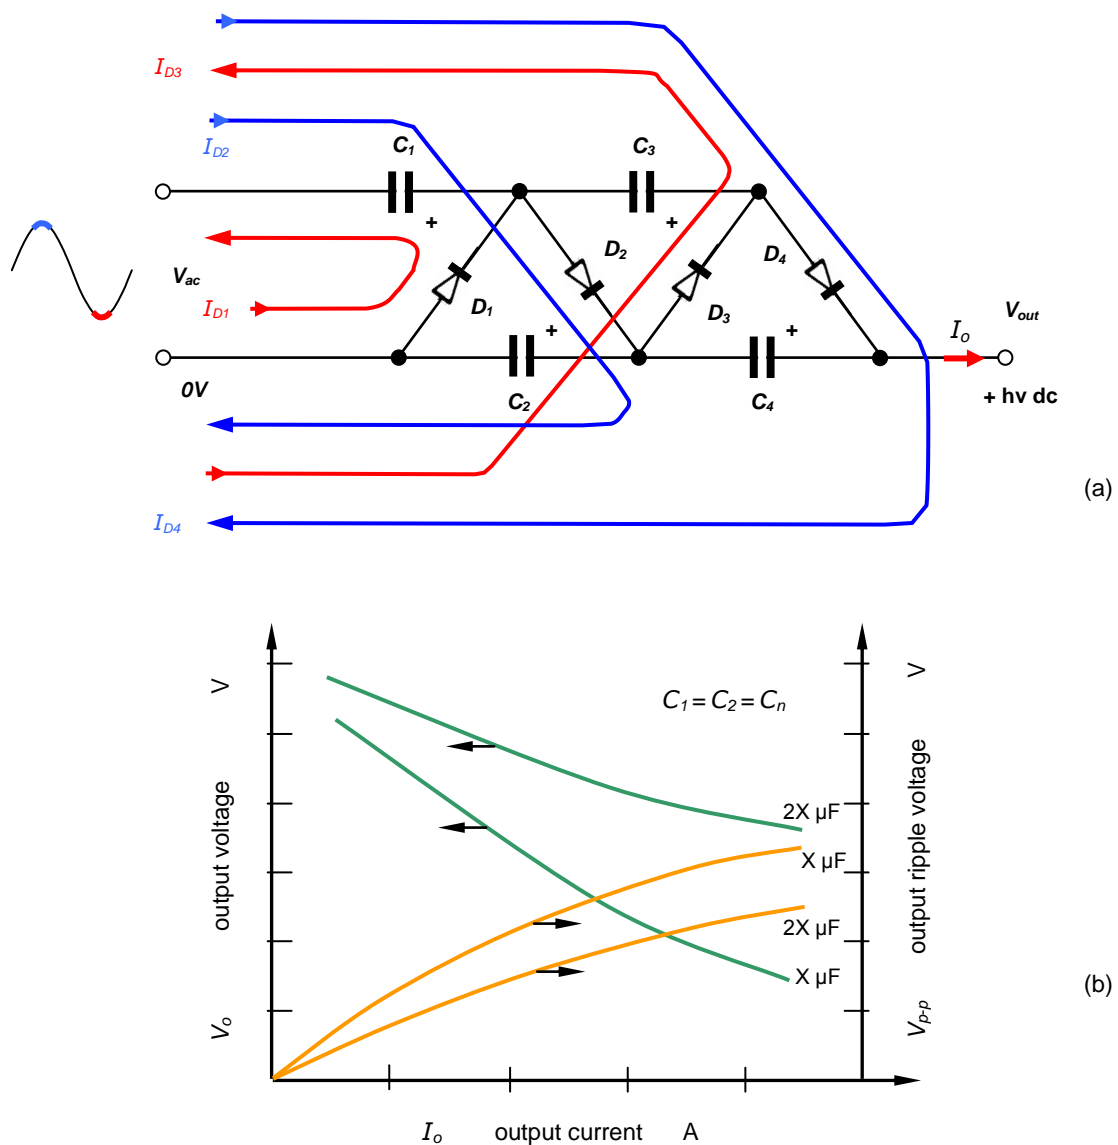 I_D3
I_D2
C₁
C₃
+
+
V_ac
D₂
D₄
I_D1
D₁
D₃
+
+
V_out
I_o
0V
C₂
C₄
+ hv dc
(a)
I_D4
V
V
C₁ = C₂ = C_n
output voltage
output ripple voltage
2X µF
X µF
2X µF
X µF
V_o
V_p-p
(b)
I_o output current A